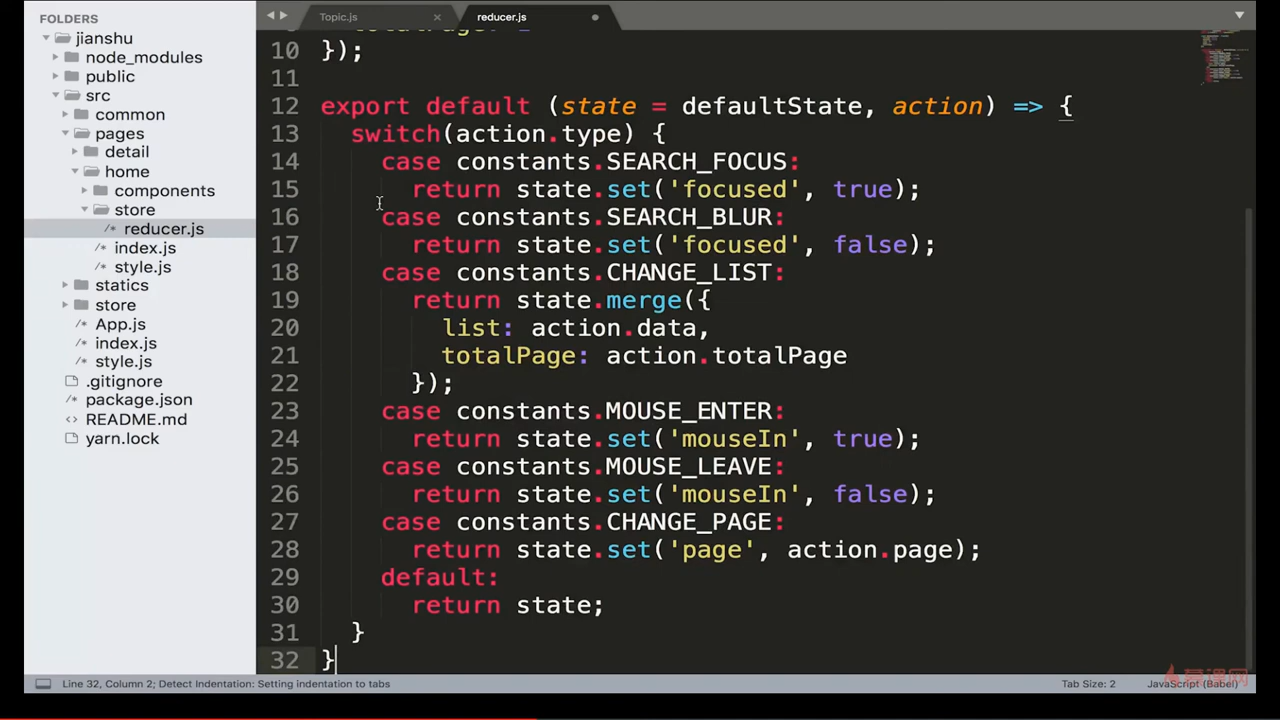 FOLDERS
jianshu
node_modules
public
src
common
pages
detail
home
components
store
/* reducer.js
/* index.js
/* style.js
statics
store
/* App.js
/* index.js
/* style.js
.gitignore
/* package.json
<> README.md
yarn.lock
Topic.js
reducer.js
10 });
11
12 export default (state = defaultState, action) => {
13 switch(action.type) {
14 case constants.SEARCH_FOCUS:
15 return state.set('focused', true);
16 case constants.SEARCH_BLUR:
17 return state.set('focused', false);
18 case constants.CHANGE_LIST:
19 return state.merge({
20 list: action.data,
21 totalPage: action.totalPage
22 });
23 case constants.MOUSE_ENTER:
24 return state.set('mouseIn', true);
25 case constants.MOUSE_LEAVE:
26 return state.set('mouseIn', false);
27 case constants.CHANGE_PAGE:
28 return state.set('page', action.page);
29 default:
30 return state;
31 }
32 }
Line 32, Column 2; Detect Indentation: Setting indentation to tabs
Tab Size: 2
JavaScript (Babel)
慕课网